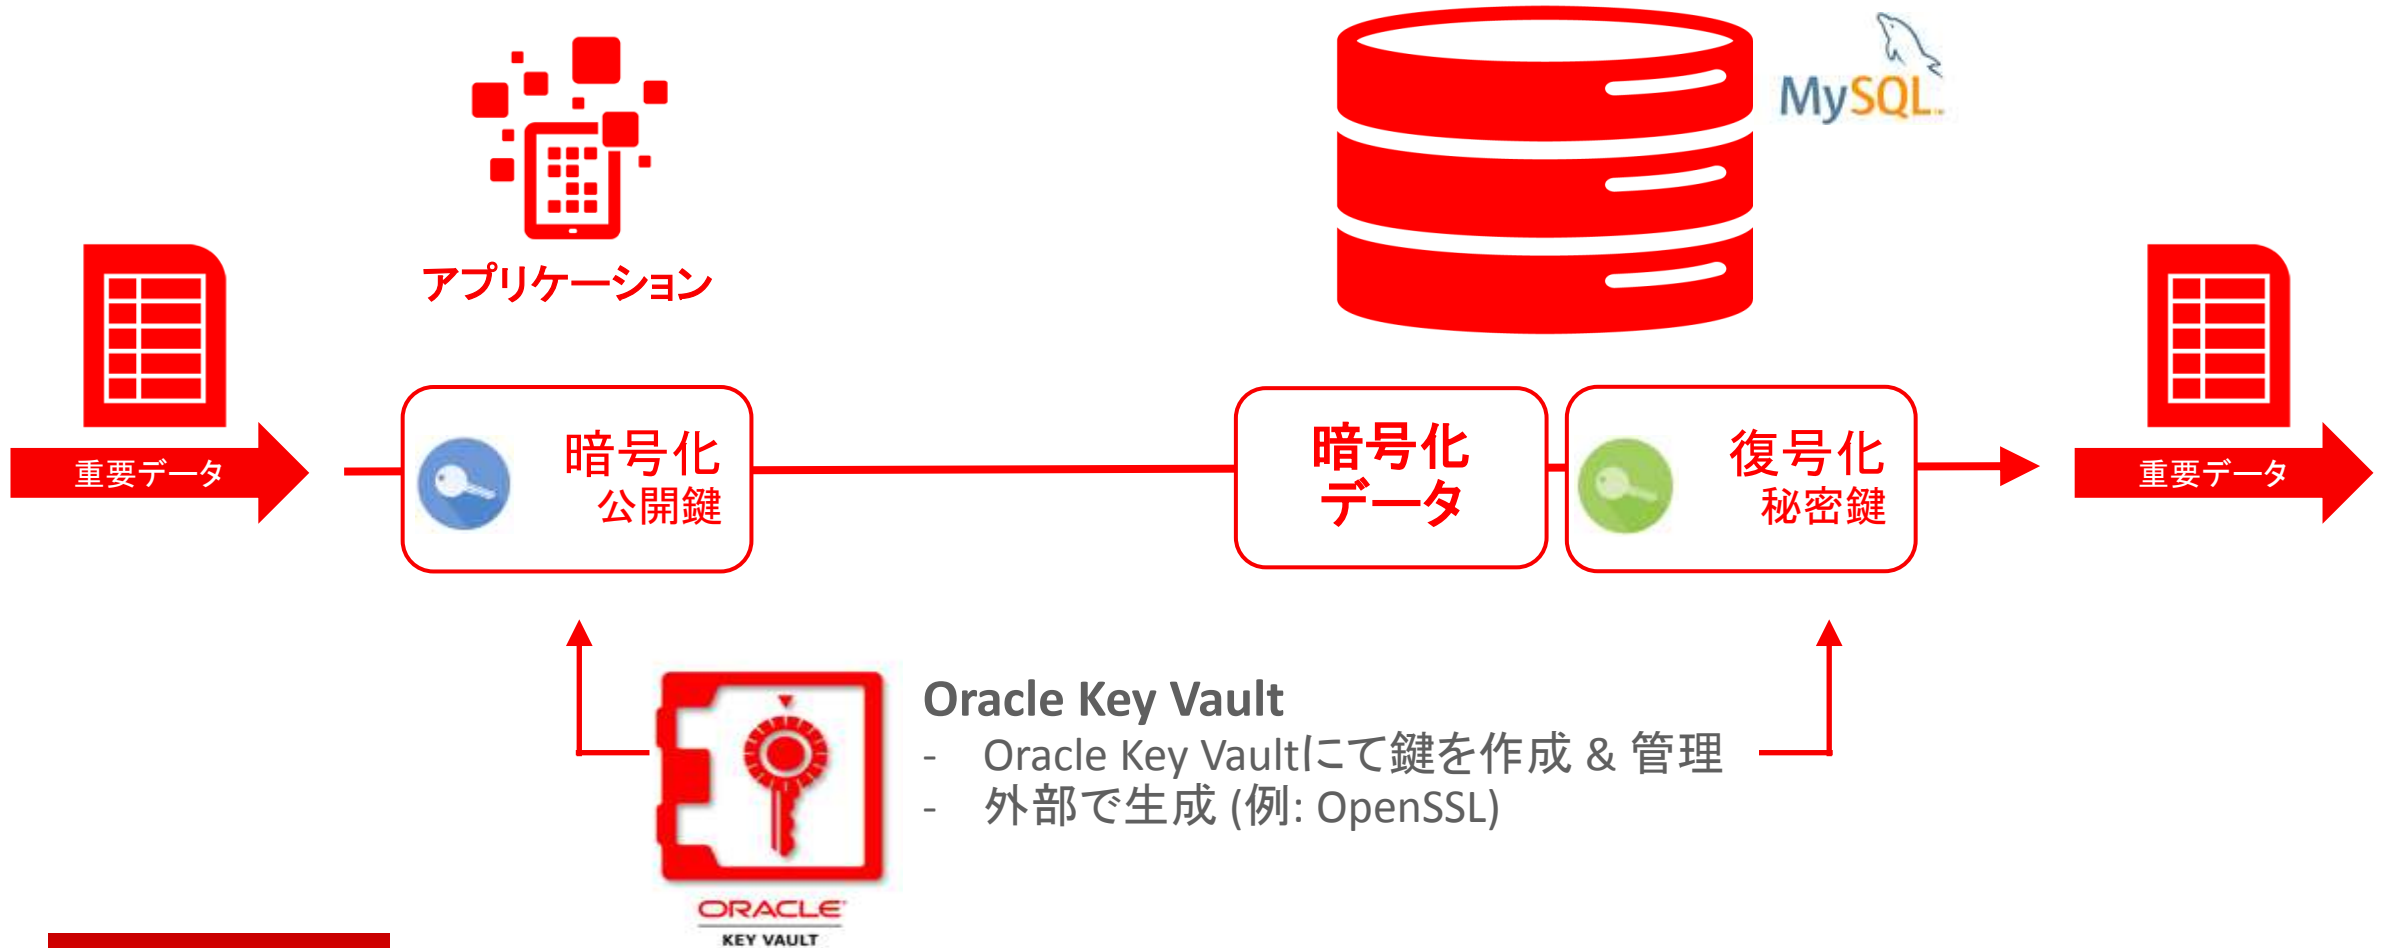 MySQL
アプリケーション
重要データ
暗号化
公開鍵
暗号化
データ
復号化
秘密鍵
重要データ
Oracle Key Vault
- Oracle Key Vaultにて鍵を作成 & 管理
- 外部で生成 (例: OpenSSL)
ORACLE
KEY VAULT